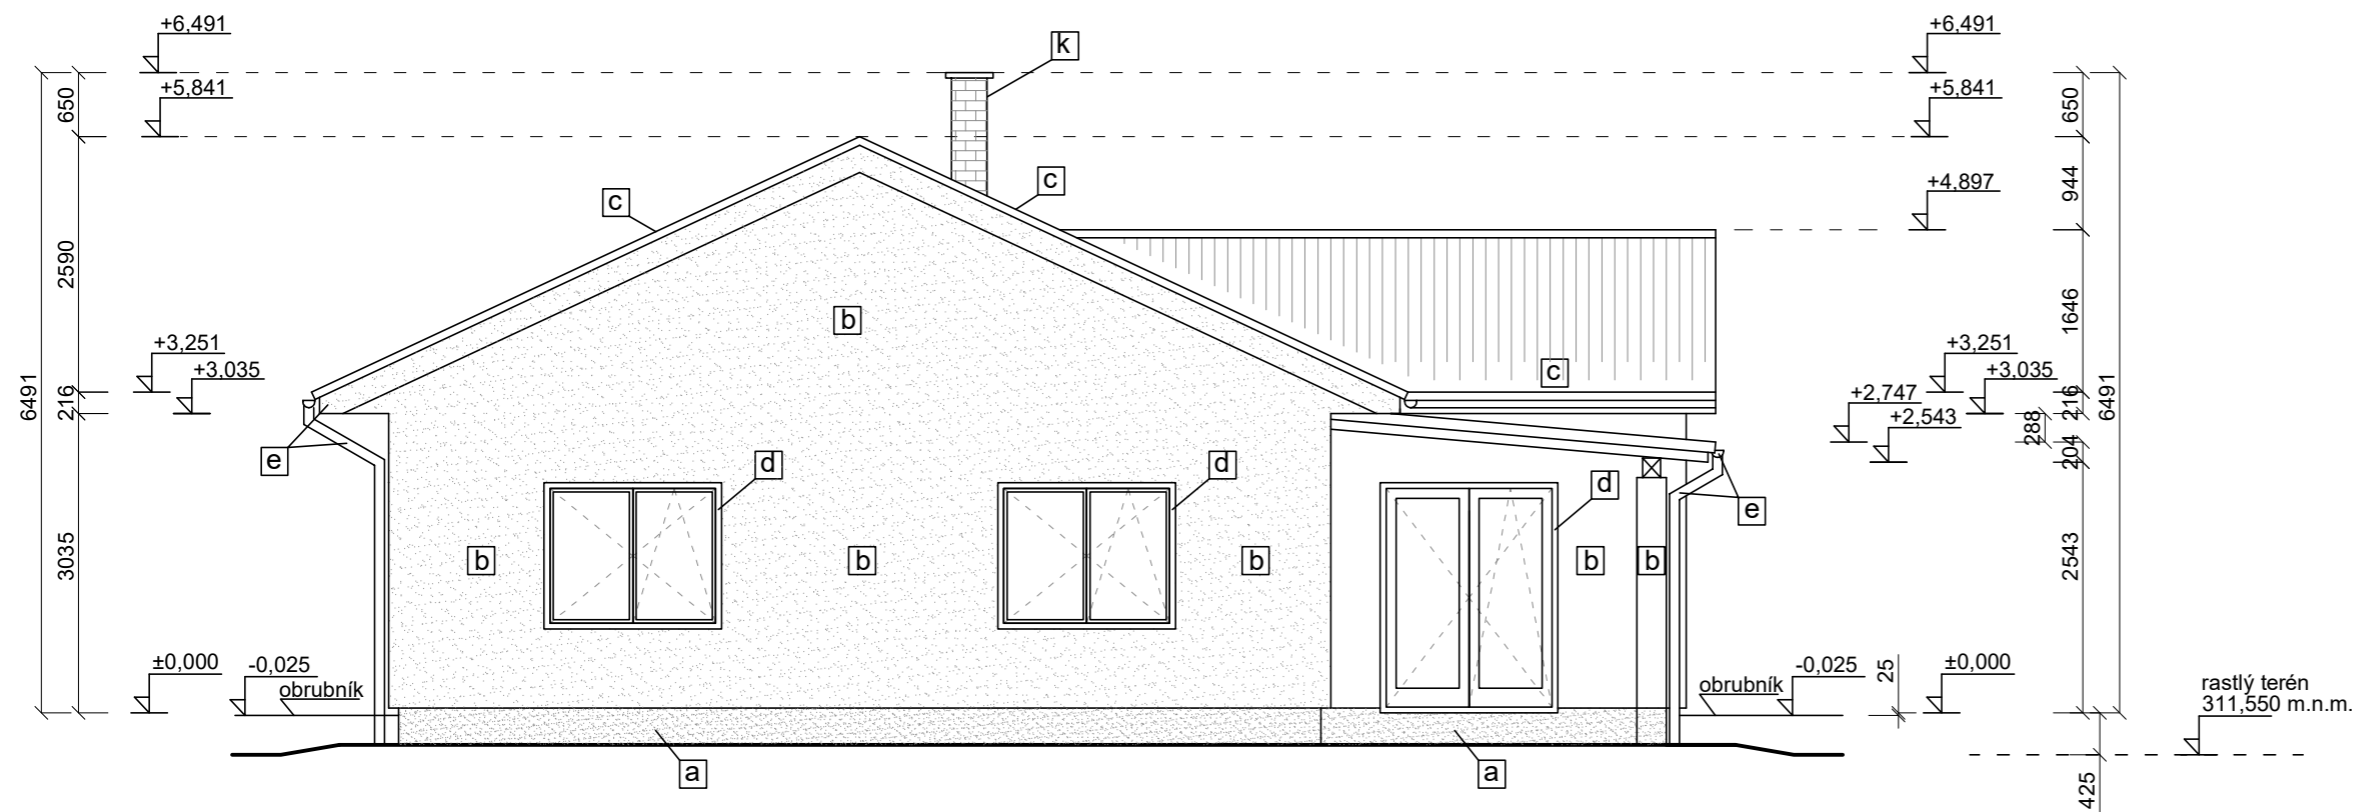 +6,491
+6,491
k
+5,841
+5,841
650
650
c
c
+4,897
944
2590
1646
b
+3,251
+3,035
+3,251
+3,035
c
6491
216
+2,747
+2,543
216
6491
288
204
e
d
d
d
e
3035
b
b
b
b
b
2543
±0,000
-0,025
obrubník
obrubník
-0,025
25
±0,000
rastlý terén
311,550 m.n.m.
a
a
425